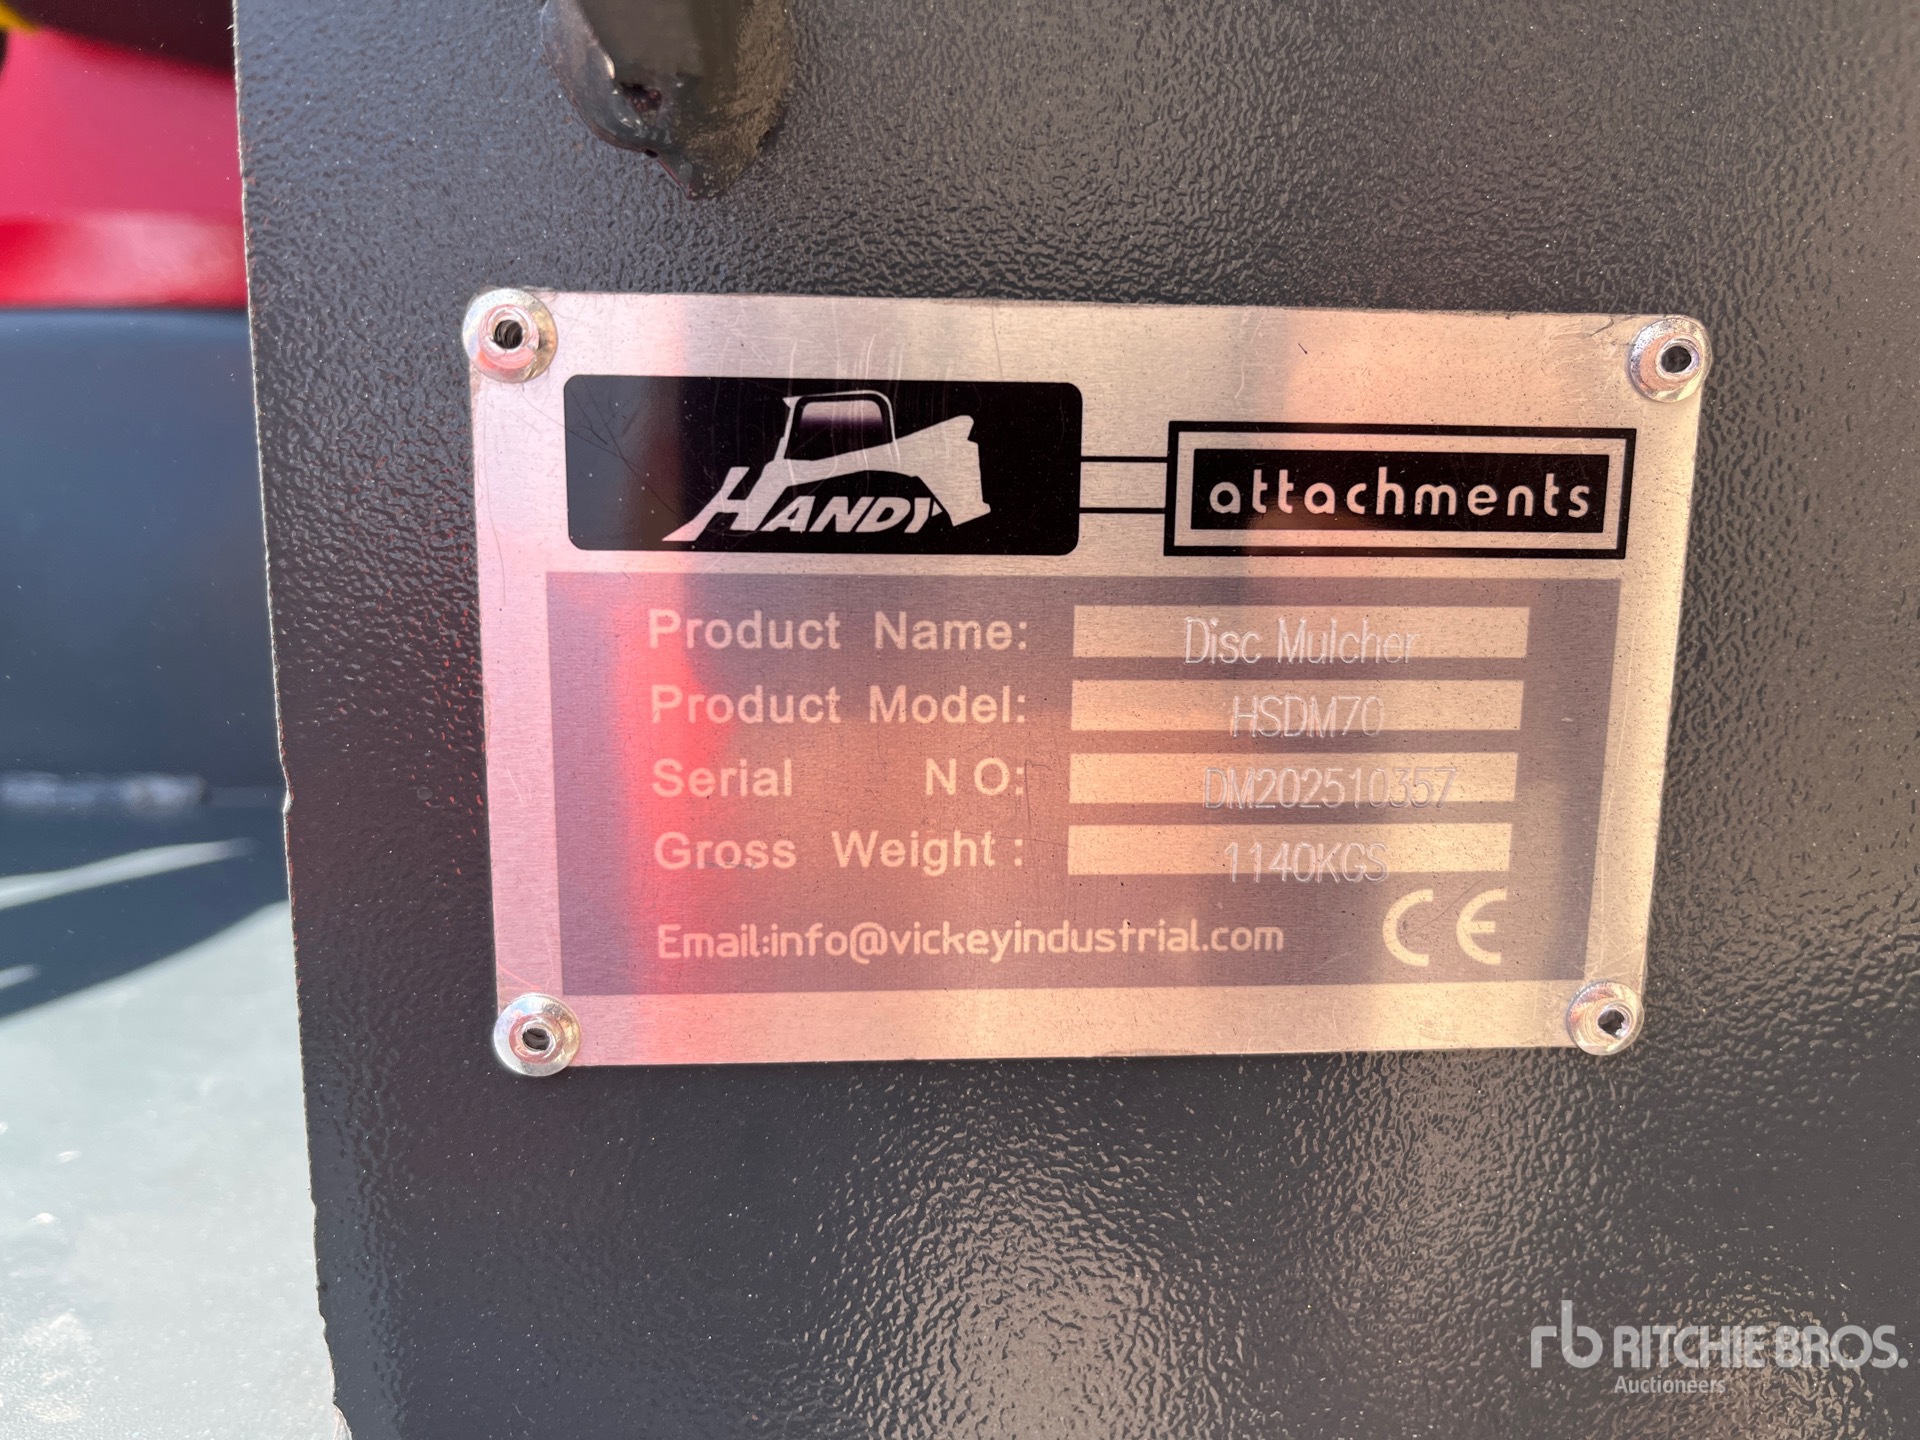 HANDY
attachments
Product Name: Disc Mulcher
Product Model: HSDM70
Serial NO: DM202510357
Gross Weight : 1140KGS
Email:info@vickeyindustrial.com
CE
rb RITCHIE BROS.
Auctioneers